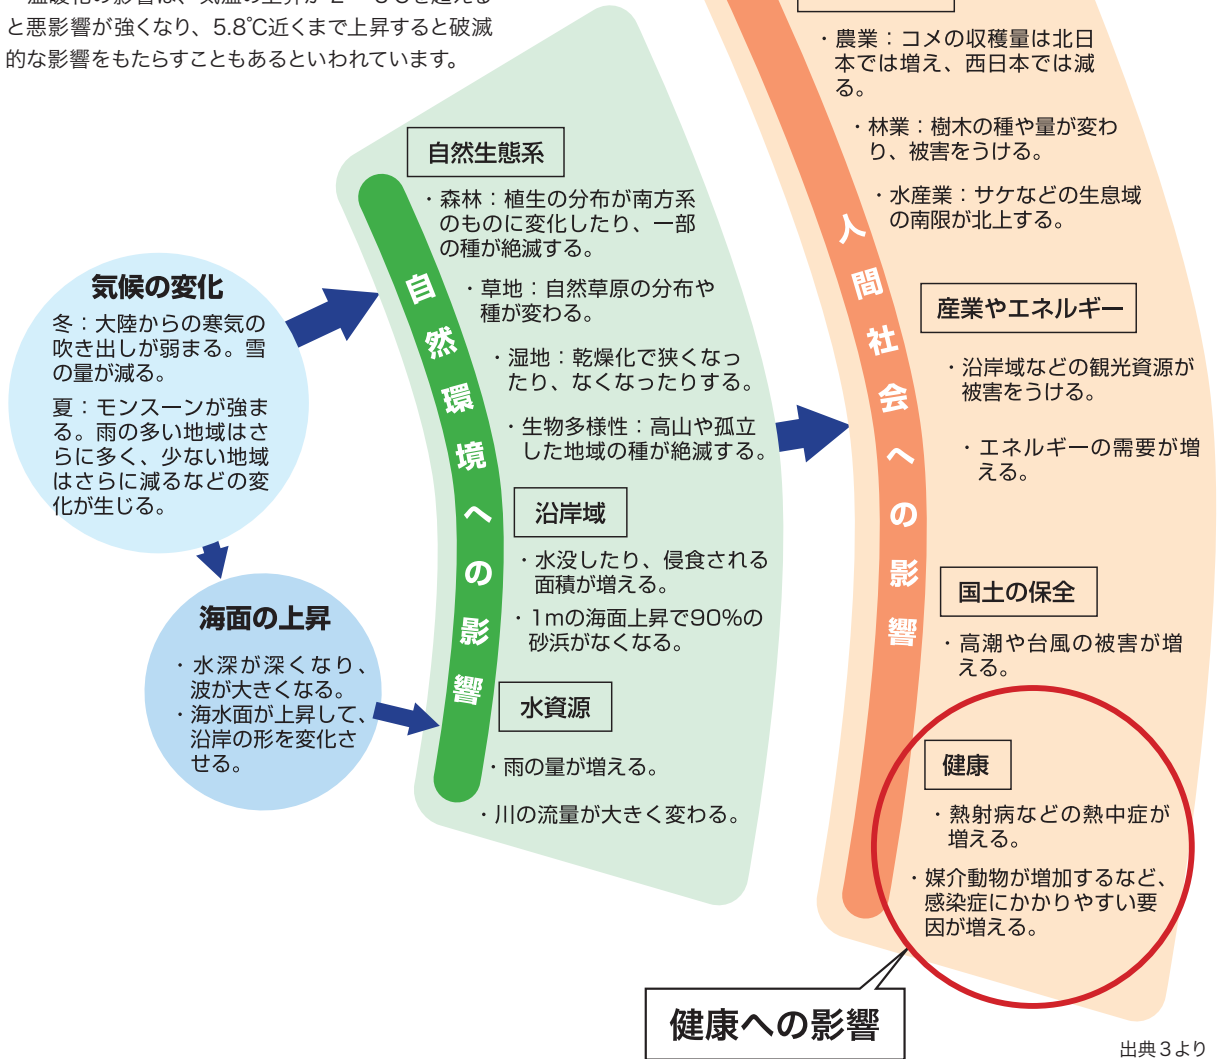 と悪影響が強くなり、5.8℃近くまで上昇すると破滅
的な影響をもたらすこともあるといわれています。
気候の変化
冬：大陸からの寒気の
吹き出しが弱まる。雪
の量が減る。
夏：モンスーンが強ま
る。雨の多い地域はさ
らに多く、少ない地域
はさらに減るなどの変
化が生じる。
海面の上昇
・水深が深くなり、
波が大きくなる。
・海水面が上昇して、
沿岸の形を変化さ
せる。
自然環境への影響
自然生態系
・森林：植生の分布が南方系
のものに変化したり、一部
の種が絶滅する。
・草地：自然草原の分布や
種が変わる。
・湿地：乾燥化で狭くなっ
たり、なくなったりする。
・生物多様性：高山や孤立
した地域の種が絶滅する。
沿岸域
・水没したり、侵食される
面積が増える。
・1mの海面上昇で90%の
砂浜がなくなる。
水資源
・雨の量が増える。
・川の流量が大きく変わる。
人間社会への影響
・農業：コメの収穫量は北日
本では増え、西日本では減
る。
・林業：樹木の種や量が変わ
り、被害をうける。
・水産業：サケなどの生息域
の南限が北上する。
産業やエネルギー
・沿岸域などの観光資源が
被害をうける。
・エネルギーの需要が増
える。
国土の保全
・高潮や台風の被害が増
える。
健康
・熱射病などの熱中症が
増える。
・媒介動物が増加するなど、
感染症にかかりやすい要
因が増える。
健康への影響
出典３より